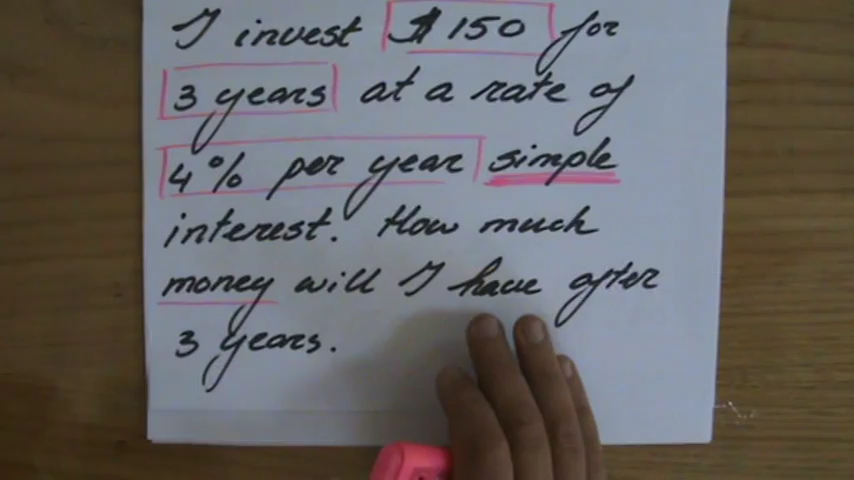 I invest $150 for
3 years at a rate of
4% per year simple
interest. How much
money will I have after
3 years.